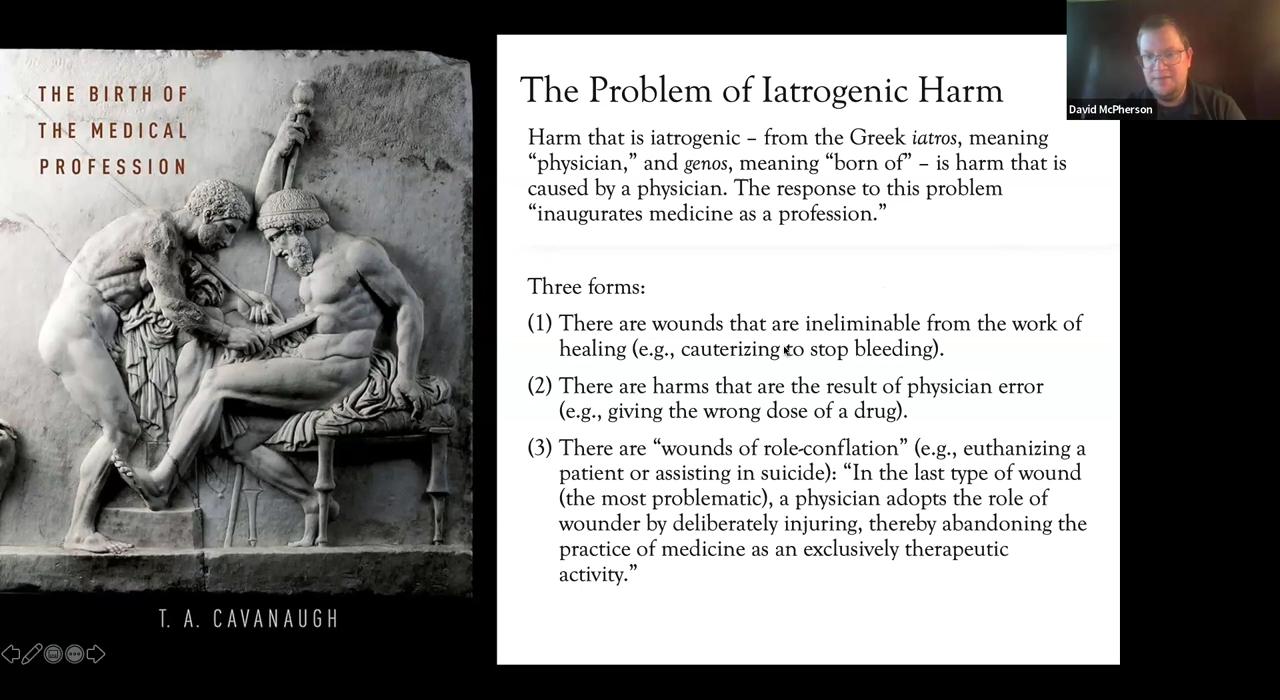 THE BIRTH OF
THE MEDICAL
PROFESSION
T. A. CAVANAUGH
The Problem of Iatrogenic Harm
Harm that is iatrogenic – from the Greek iatros, meaning
“physician,” and genos, meaning “born of” – is harm that is
caused by a physician. The response to this problem
“inaugurates medicine as a profession.”
Three forms:
(1) There are wounds that are ineliminable from the work of
healing (e.g., cauterizing to stop bleeding).
(2) There are harms that are the result of physician error
(e.g., giving the wrong dose of a drug).
(3) There are “wounds of role-conflation” (e.g., euthanizing a
patient or assisting in suicide): “In the last type of wound
(the most problematic), a physician adopts the role of
wounder by deliberately injuring, thereby abandoning the
practice of medicine as an exclusively therapeutic
activity.”
David McPherson